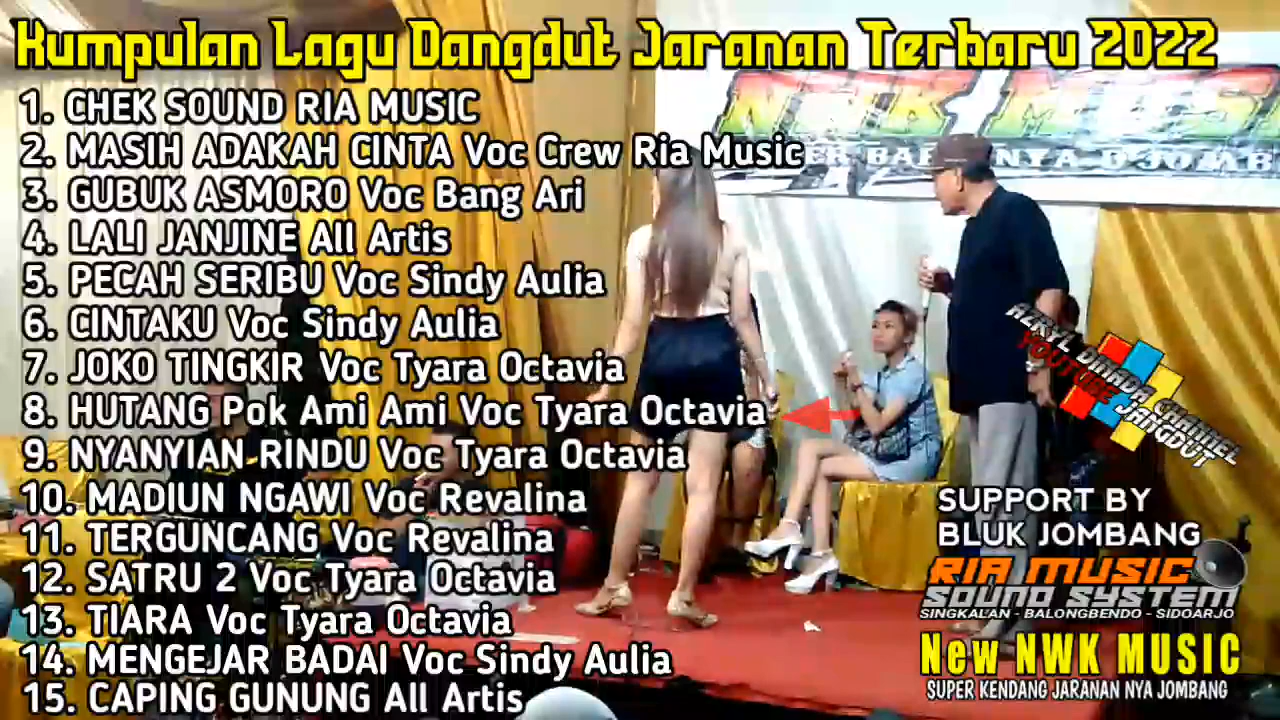 Kumpulan Lagu Dangdut Jaranan Terbaru 2022
1. CHEK SOUND RIA MUSIC
2. MASIH ADAKAH CINTA Voc Crew Ria Music
3. GUBUK ASMORO Voc Bang Ari
4. LALI JANJINE All Artis
5. PECAH SERIBU Voc Sindy Aulia
6. CINTAKU Voc Sindy Aulia
7. JOKO TINGKIR Voc Tyara Octavia
8. HUTANG Pok Ami Ami Voc Tyara Octavia
9. NYANYIAN RINDU Voc Tyara Octavia
10. MADIUN NGAWI Voc Revalina
11. TERGUNCANG Voc Revalina
12. SATRU 2 Voc Tyara Octavia
13. TIARA Voc Tyara Octavia
14. MENGEJAR BADAI Voc Sindy Aulia
15. CAPING GUNUNG All Artis
NWK MUSI
NYA DJOMB
CHANNEL
YOUTUBE JANGDUT
SUPPORT BY
BLUK JOMBANG
RIA MUSIC
SOUND SYSTEM
SINGKALAN - BALONGBENDO - SIDOARJO
New NWK MUSIC
SUPER KENDANG JARANAN NYA JOMBANG